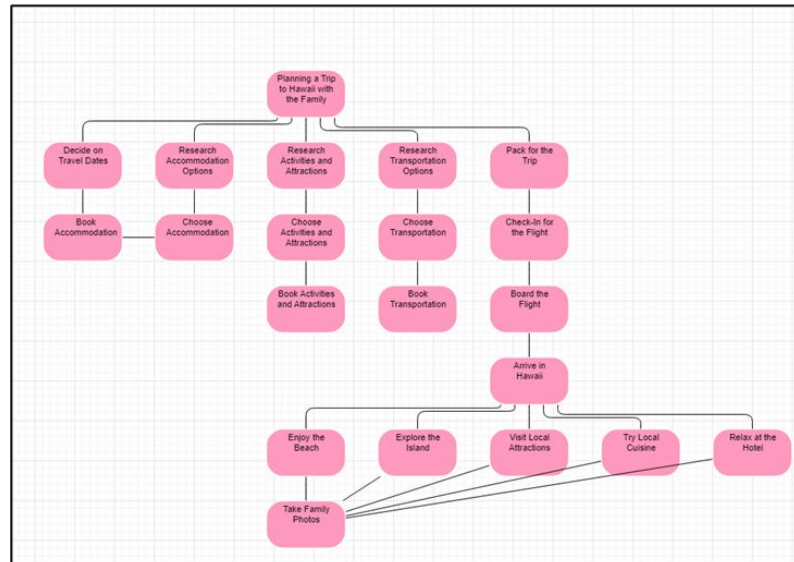 Planning a Trip
to Hawaii with
the Family
Decide on
Travel Dates
Research
Accommodation
Options
Research
Activities and
Attractions
Research
Transportation
Options
Pack for the
Trip
Book
Accommodation
Choose
Accommodation
Choose
Activities and
Attractions
Choose
Transportation
Check-In for
the Flight
Book Activities
and Attractions
Book
Transportation
Board the
Flight
Arrive in
Hawaii
Enjoy the
Beach
Explore the
Island
Visit Local
Attractions
Try Local
Cuisine
Relax at the
Hotel
Take Family
Photos